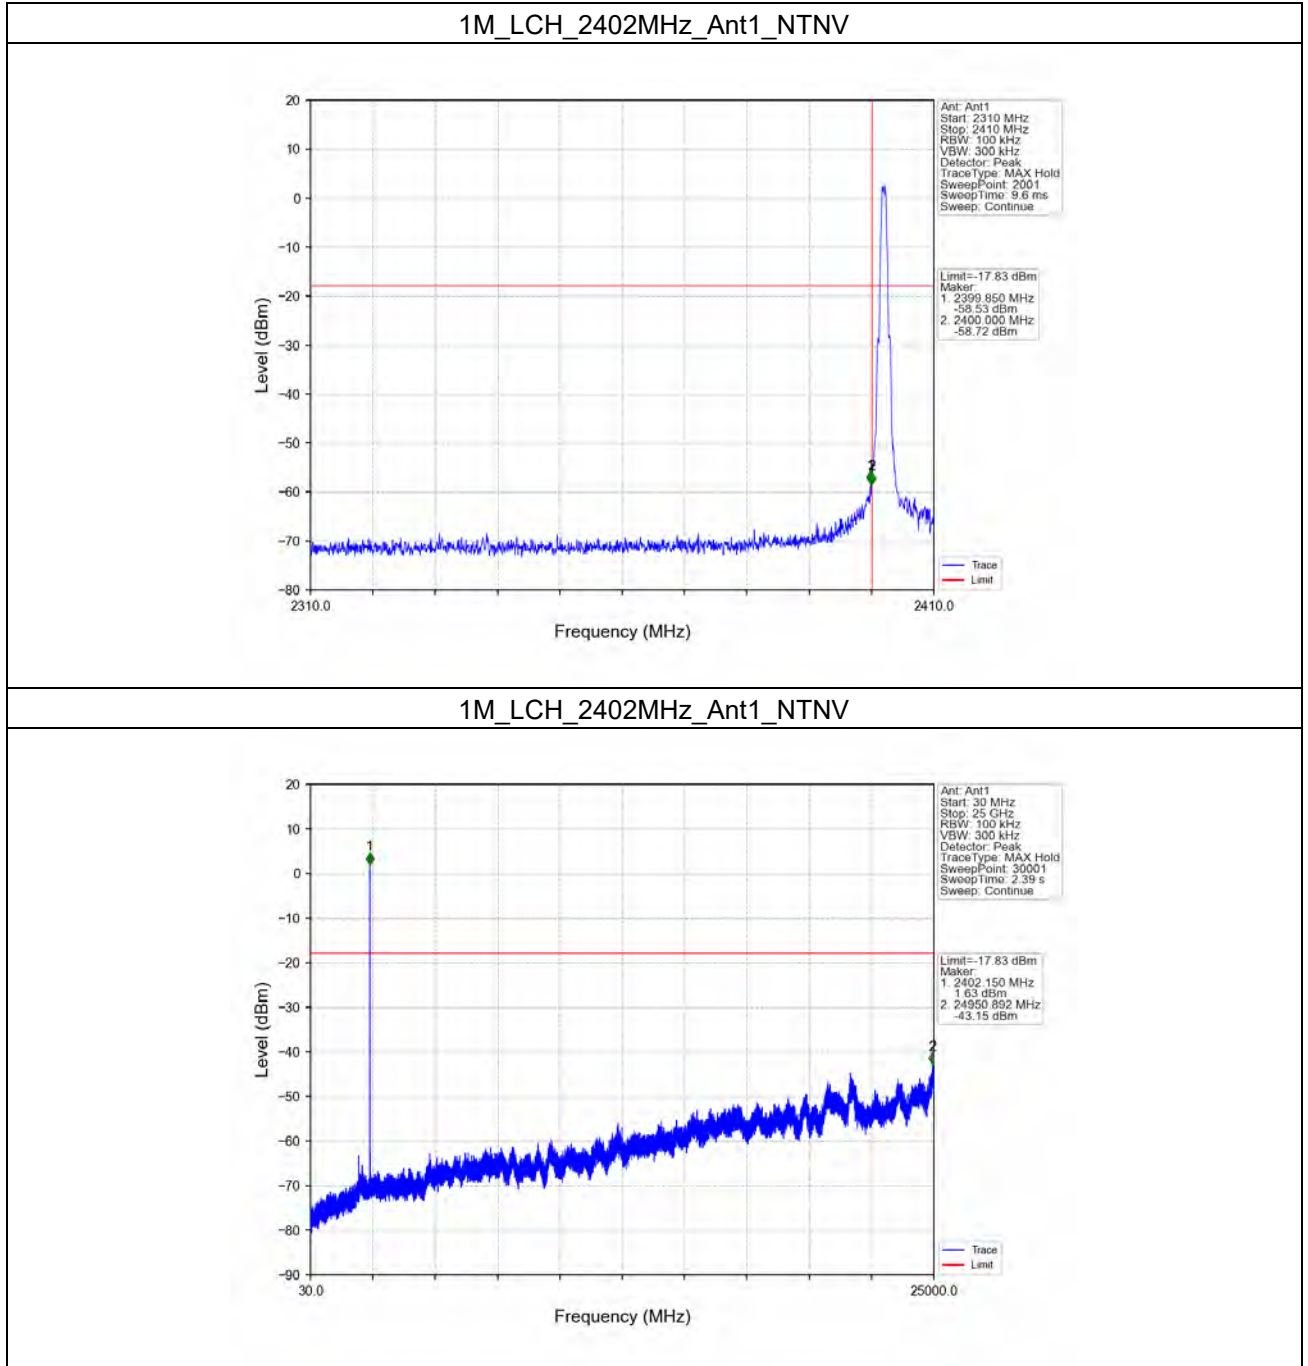 1M_LCH_2402MHz_Ant1_NTNV
20
10
0
−10
−20
−30
−40
−50
−60
−70
−80
Level (dBm)
2310.0
2410.0
Frequency (MHz)
1
2
Ant: Ant1
Start: 2310 MHz
Stop: 2410 MHz
RBW: 100 kHz
VBW: 300 kHz
Detector: Peak
TraceType: MAX Hold
SweepPoint: 2001
SweepTime: 9.6 ms
Sweep: Continue
Limit=-17.83 dBm
Maker:
1. 2399.850 MHz
-58.53 dBm
2. 2400.000 MHz
-58.72 dBm
Trace
Limit
1M_LCH_2402MHz_Ant1_NTNV
20
10
0
−10
−20
−30
−40
−50
−60
−70
−80
−90
Level (dBm)
30.0
25000.0
Frequency (MHz)
1
2
Ant: Ant1
Start: 30 MHz
Stop: 25 GHz
RBW: 100 kHz
VBW: 300 kHz
Detector: Peak
TraceType: MAX Hold
SweepPoint: 30001
SweepTime: 2.39 s
Sweep: Continue
Limit=-17.83 dBm
Maker:
1. 2402.150 MHz
1.63 dBm
2. 24950.892 MHz
-43.15 dBm
Trace
Limit